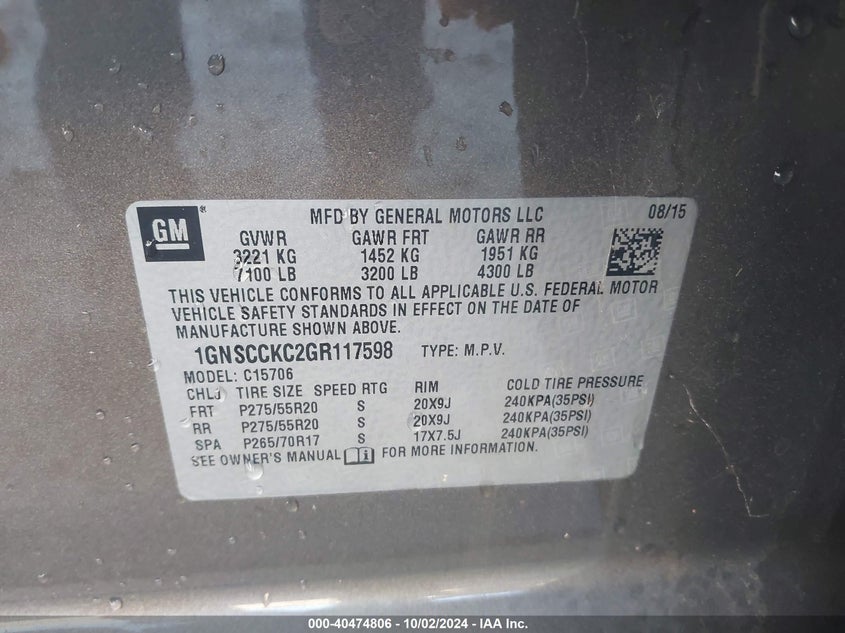 GM ® MFD BY GENERAL MOTORS LLC 08/15
GVWR GAWR FRT GAWR RR
3221 KG 1452 KG 1951 KG
7100 LB 3200 LB 4300 LB
THIS VEHICLE CONFORMS TO ALL APPLICABLE U.S. FEDERAL MOTOR
VEHICLE SAFETY STANDARDS IN EFFECT ON THE DATE OF
MANUFACTURE SHOWN ABOVE.
1GNSCCKC2GR117598 TYPE: M.P.V.
MODEL: C15706
CHLJ TIRE SIZE SPEED RTG RIM COLD TIRE PRESSURE
FRT P275/55R20 S 20X9J 240KPA(35PSI)
RR P275/55R20 S 20X9J 240KPA(35PSI)
SPA P265/70R17 S 17X7.5J 240KPA(35PSI)
SEE OWNER'S MANUAL FOR MORE INFORMATION.
000-40474806 - 10/02/2024 - IAA Inc.